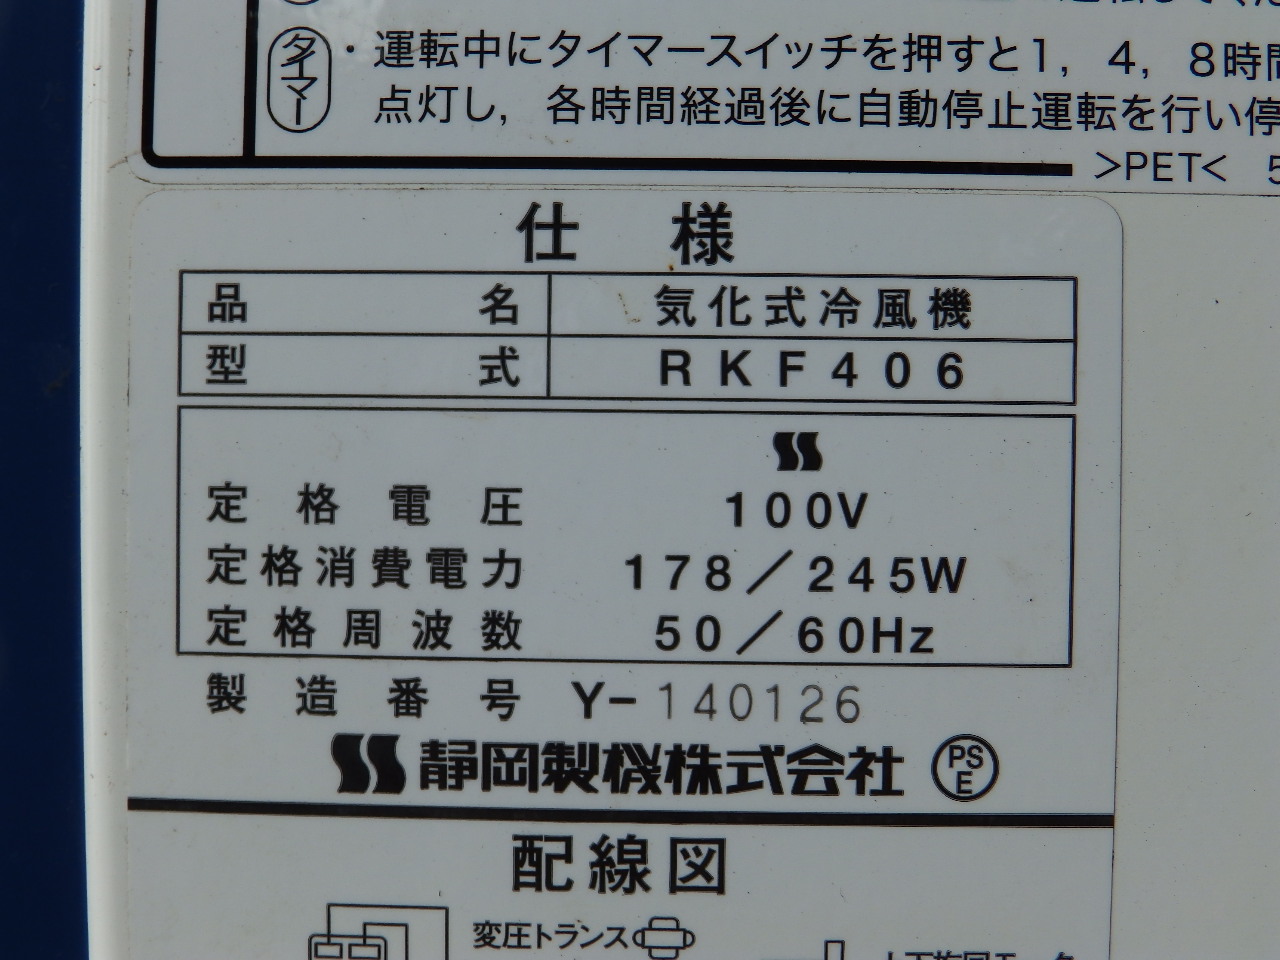 タイマー
・運転中にタイマースイッチを押すと1, 4, 8時間
点灯し, 各時間経過後に自動停止運転を行い停
>PET<
仕様
品名 気化式冷風機
型式 RKF406
定格電圧 100V
定格消費電力 178/245W
定格周波数 50/60Hz
製造番号 Y-140126
静岡製機株式会社 PSE
配線図
変圧トランス